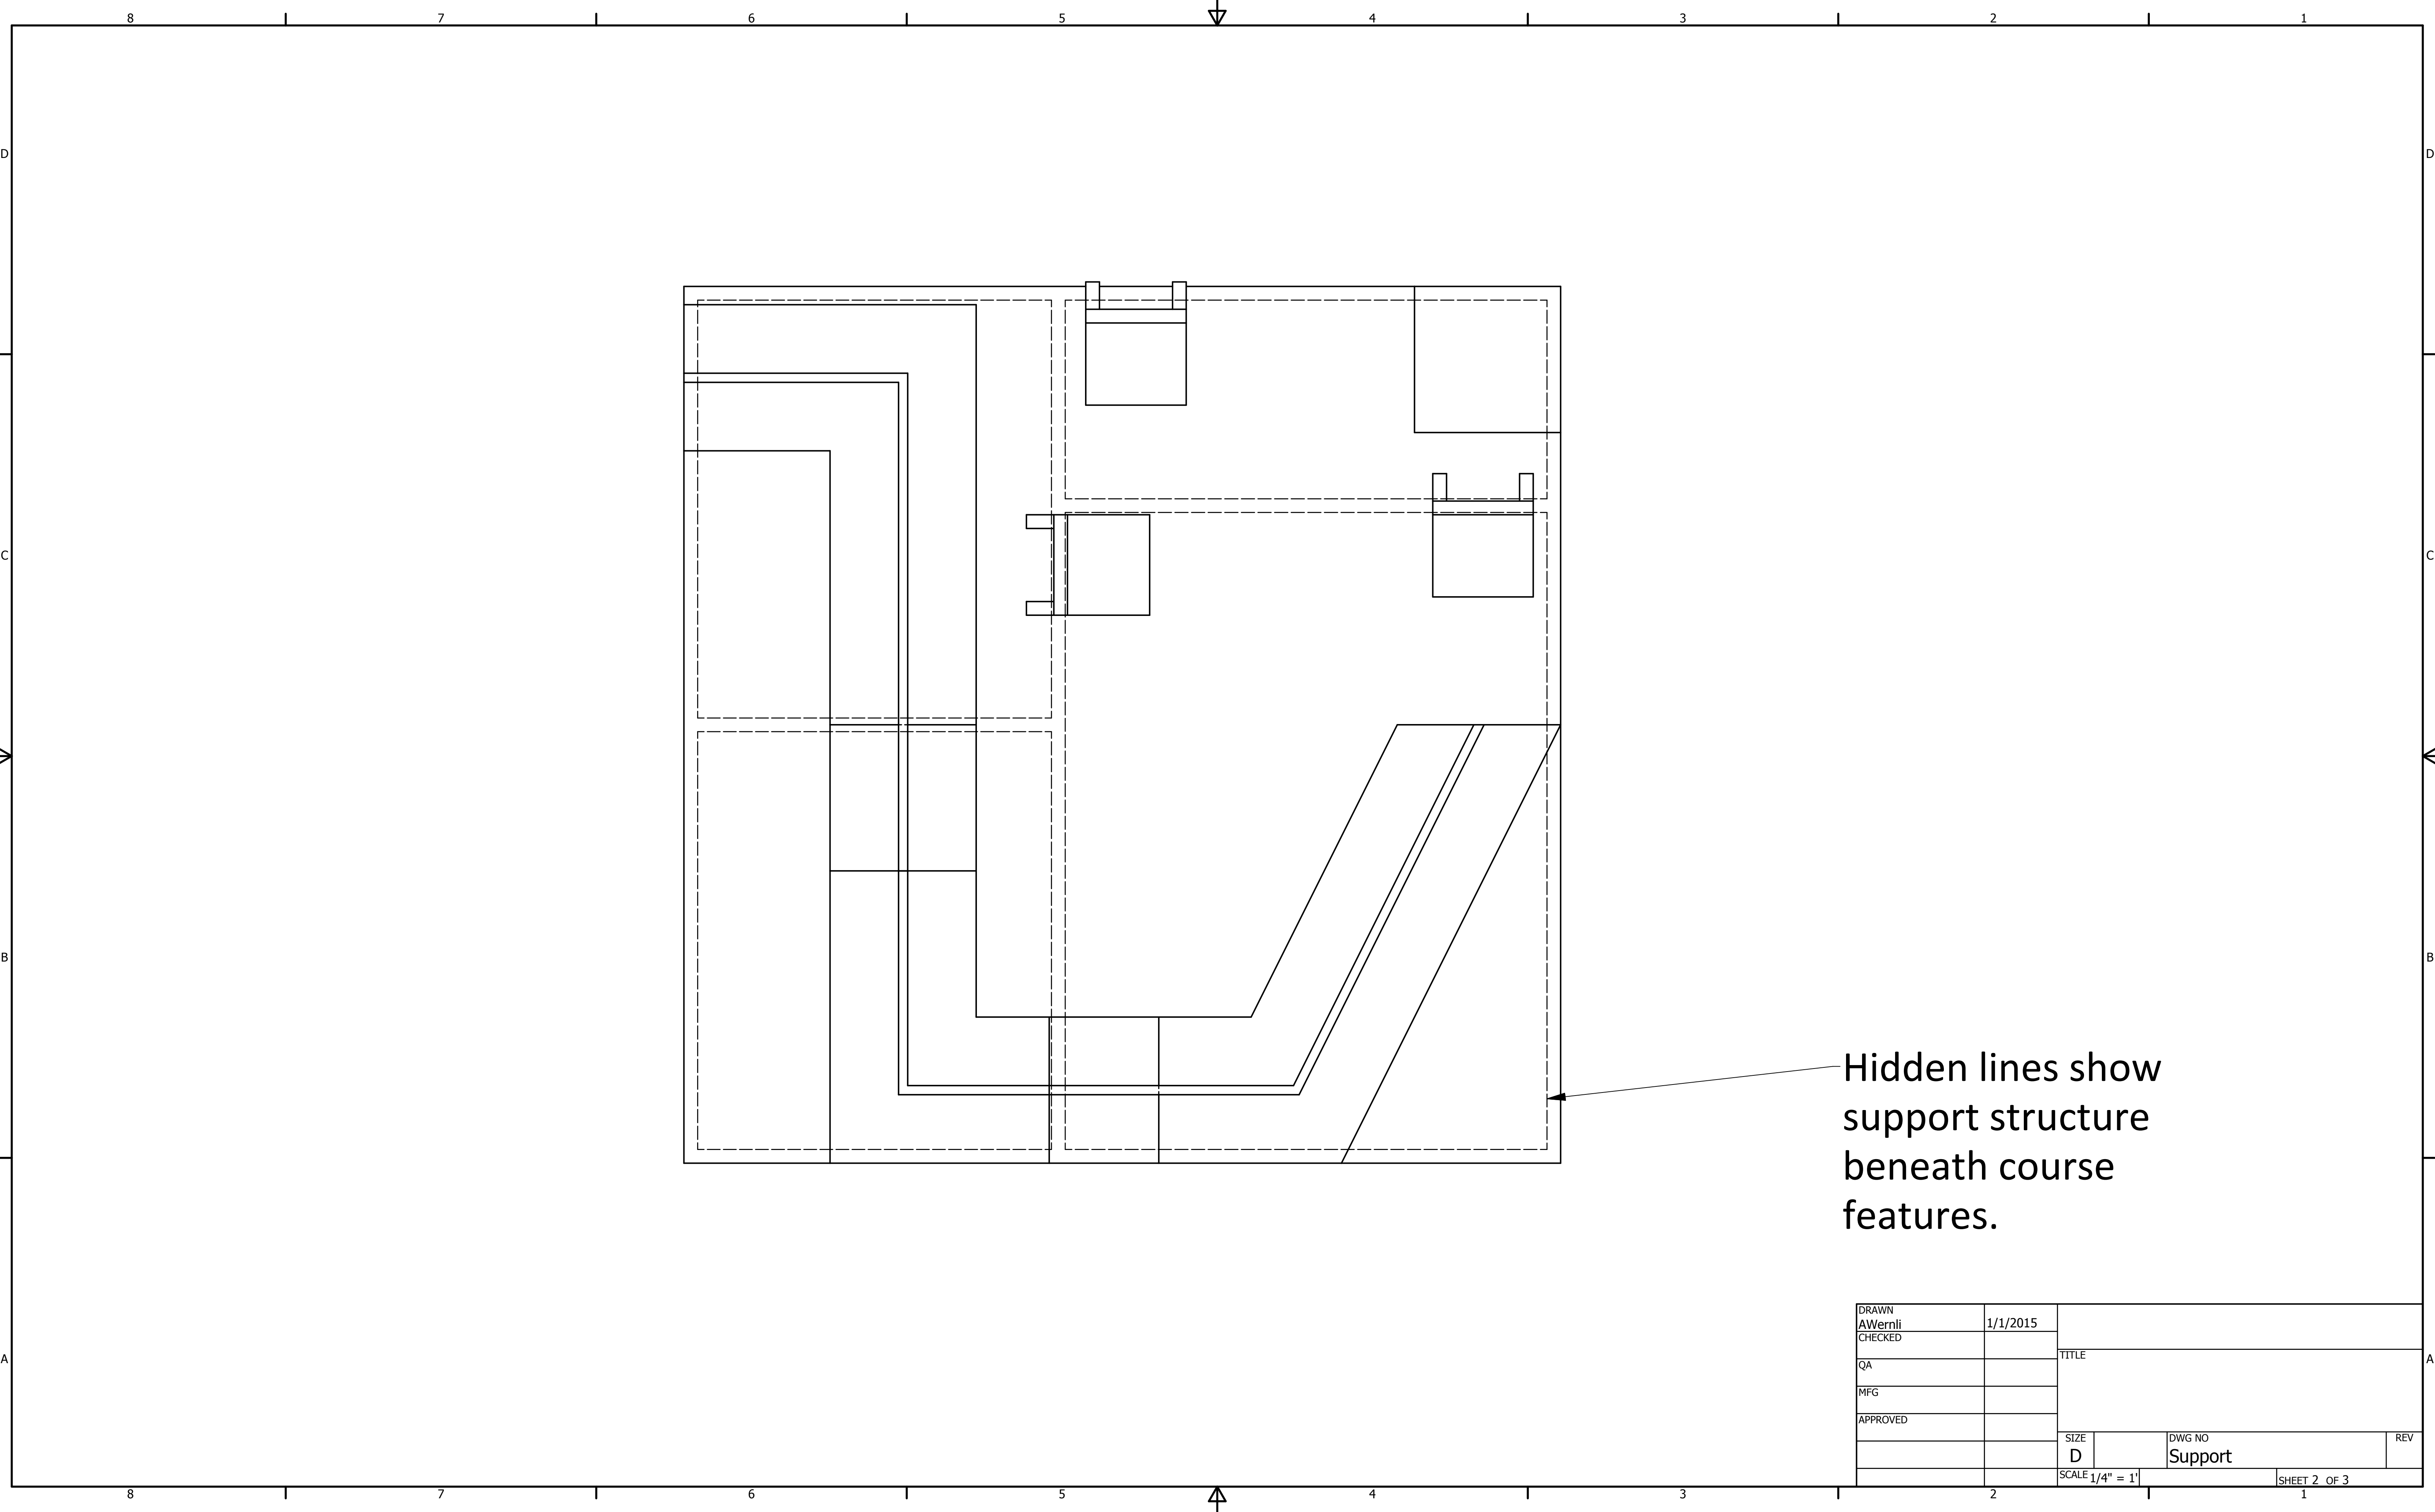 8 7 6 5 4 3 2 1
D D
C C
Hidden lines show
support structure
beneath course
features.
B B
DRAWN
AWernli 1/1/2015
CHECKED
TITLE
QA
MFG
APPROVED
SIZE DWG NO REV
D Support
SCALE 1/4" = 1' SHEET 2 OF 3
A A
8 7 6 5 4 3 2 1